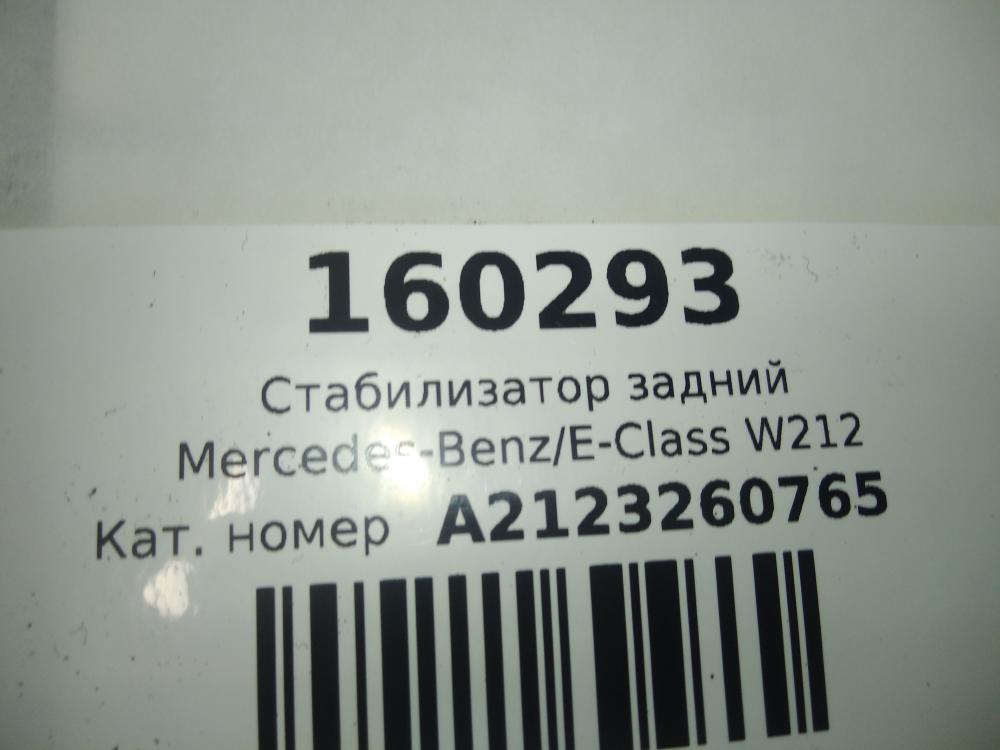 160293
Стабилизатор задний
Mercedes-Benz/E-Class W212
Кат. номер A2123260765